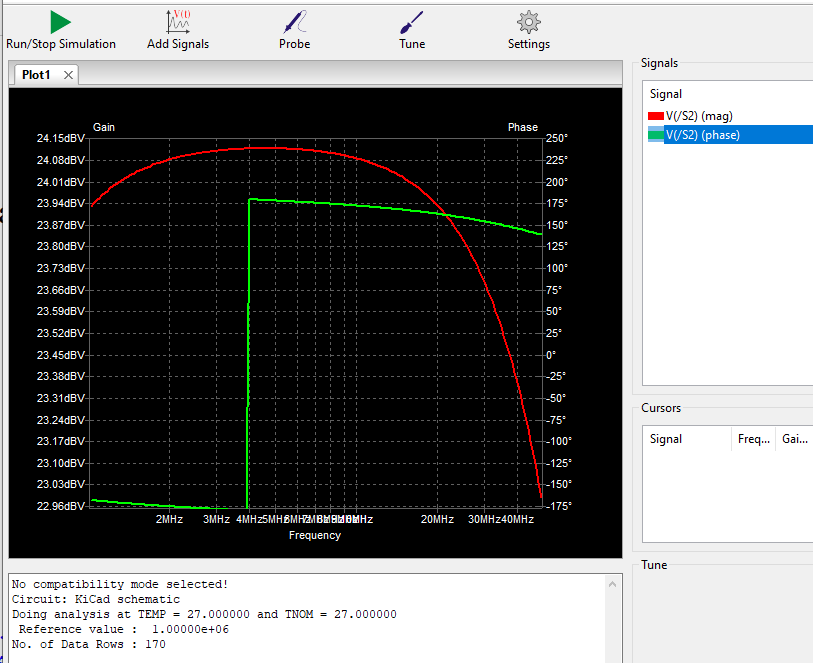 Run/Stop Simulation Add Signals Probe Tune Settings
Plot1
Signals
Signal
V(/S2) (mag)
V(/S2) (phase)
Gain Phase
24.15dBV 250°
24.08dBV 225°
24.01dBV 200°
23.94dBV 175°
23.87dBV 150°
23.80dBV 125°
23.73dBV 100°
23.66dBV 75°
23.59dBV 50°
23.52dBV 25°
23.45dBV 0°
23.38dBV -25°
23.31dBV -50°
23.24dBV -75°
23.17dBV -100°
23.10dBV -125°
23.03dBV -150°
22.96dBV -175°
2MHz 3MHz 4MHz 5MHz 20MHz 30MHz 40MHz
Frequency
Cursors
Signal Freq... Gai...
Tune
No compatibility mode selected!
Circuit: KiCad schematic
Doing analysis at TEMP = 27.000000 and TNOM = 27.000000
Reference value : 1.00000e+06
No. of Data Rows : 170